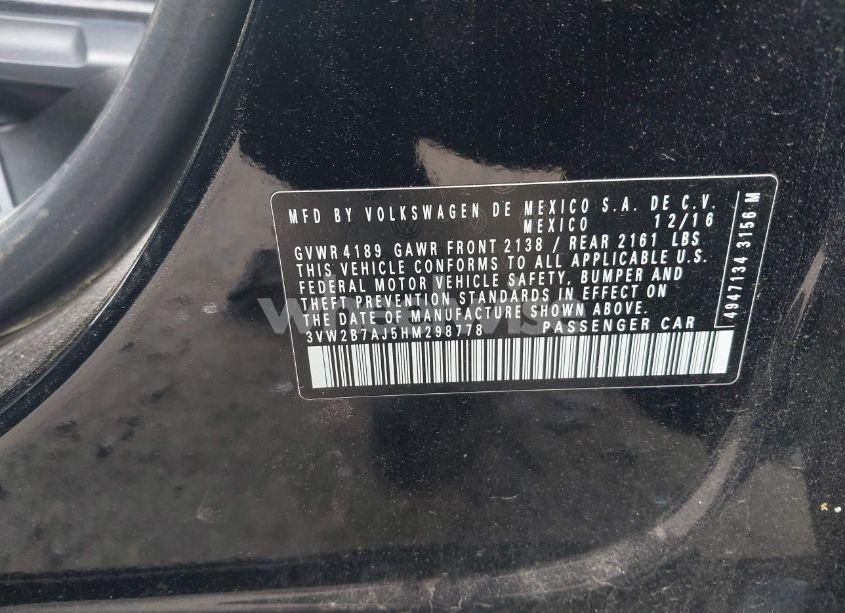 MFD BY VOLKSWAGEN DE MEXICO S.A. DE C.V.
MEXICO 12/16
GVWR 4189 GAWR FRONT 2138 / REAR 2161 LBS
THIS VEHICLE CONFORMS TO ALL APPLICABLE U.S.
FEDERAL MOTOR VEHICLE SAFETY, BUMPER AND
THEFT PREVENTION STANDARDS IN EFFECT ON
THE DATE OF MANUFACTURE SHOWN ABOVE.
3VW2B7AJ5HM298778 PASSENGER CAR
4947134 3156 M